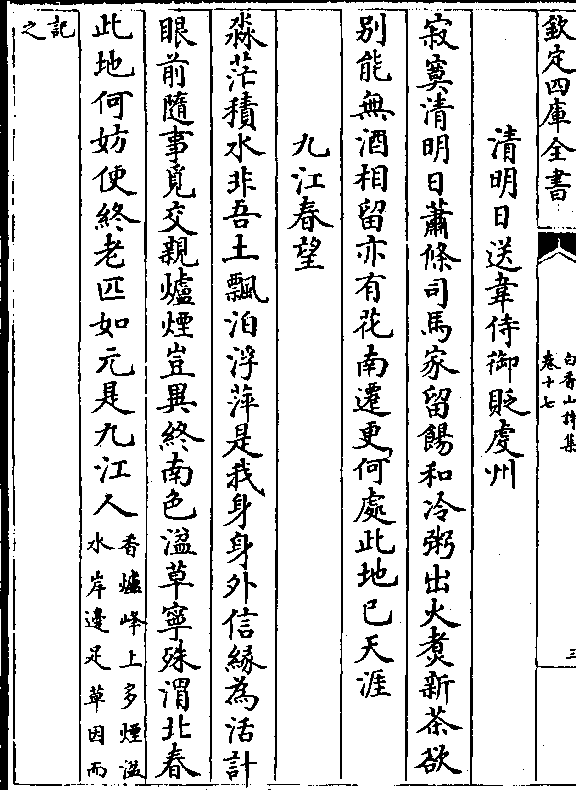 欽定四庫全書
白香山詩集
卷十七
三
清明日送韋侍御貶虔州
寂寞清明日蕭條司馬家留餳和冷粥出火煮新茶欲
别能無酒相留亦有花南遷更何處此地已天涯
九江春望
淼茫積水非吾土飄泊浮萍是我身身外信緣為活計
眼前隨事覓交親爐煙豈異終南色湓草寧殊渭北春
此地何妨便終老匹如元是九江人
香爐峰上多煙湓
水岸邊足草因而
記
之